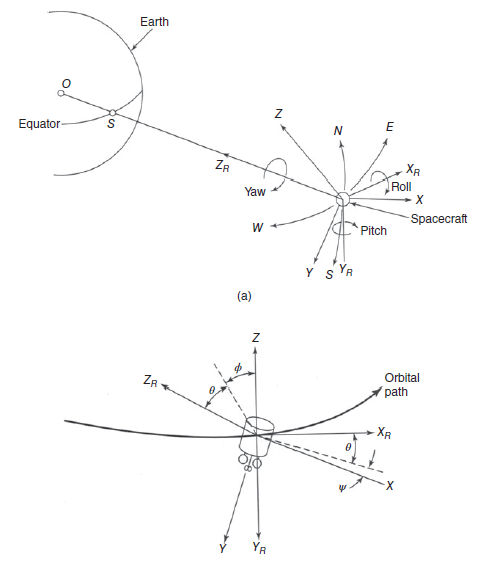 Earth
O
Equator
S
Z
N
E
Z_R
X_R
Yaw
Roll
X
Spacecraft
W
Pitch
Y
S
Y_R
(a)
Z
ϕ
Z_R
θ
Orbital
path
X_R
θ
ψ
X
Y
Y_R